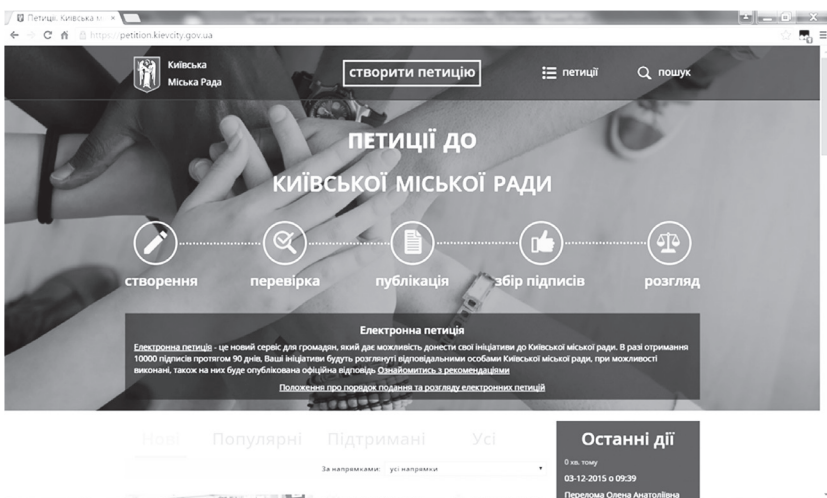 Петиції. Київська м
https://petition.kievcity.gov.ua
Київська
Міська Рада
створити петицію
петиції
пошук
ПЕТИЦІЇ ДО
КИЇВСЬКОЇ МІСЬКОЇ РАДИ
створення перевірка публікація збір підписів розгляд
Електронна петиція
Електронна петиція - це новий сервіс для громадян, який дає можливість донести свої ініціативи до Київської міської ради. В разі отримання
10000 підписів протягом 90 днів, Ваші ініціативи будуть розглянуті відповідальними особами Київської міської ради, при можливості
виконані, також на них буде опублікована офіційна відповідь Ознайомитись з рекомендаціями
Положення про порядок подання та розгляду електронних петицій
Нові Популярні Підтримані Усі
За напрямками: усі напрямки
Останні дії
0 хв. тому
03-12-2015 о 09:39
Перелома Олена Анатоліївна